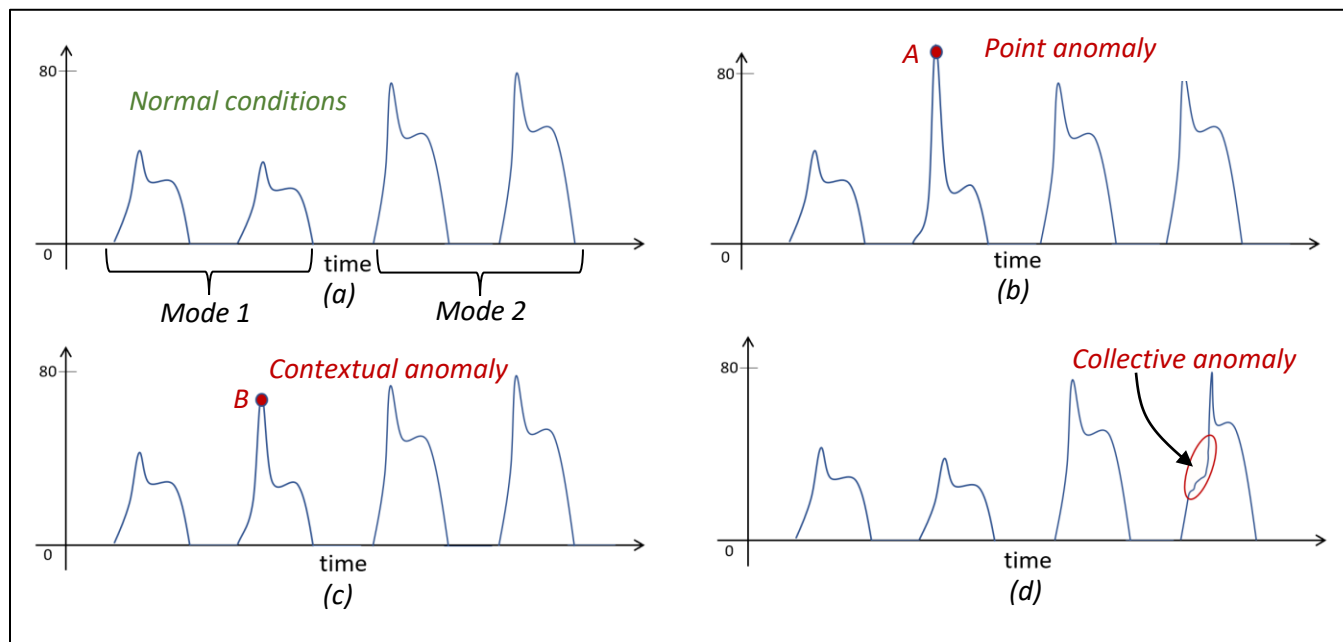 80
Normal conditions
0
time
Mode 1
(a)
Mode 2
A
Point anomaly
80
0
time
(b)
80
Contextual anomaly
B
0
time
(c)
Collective anomaly
80
0
time
(d)